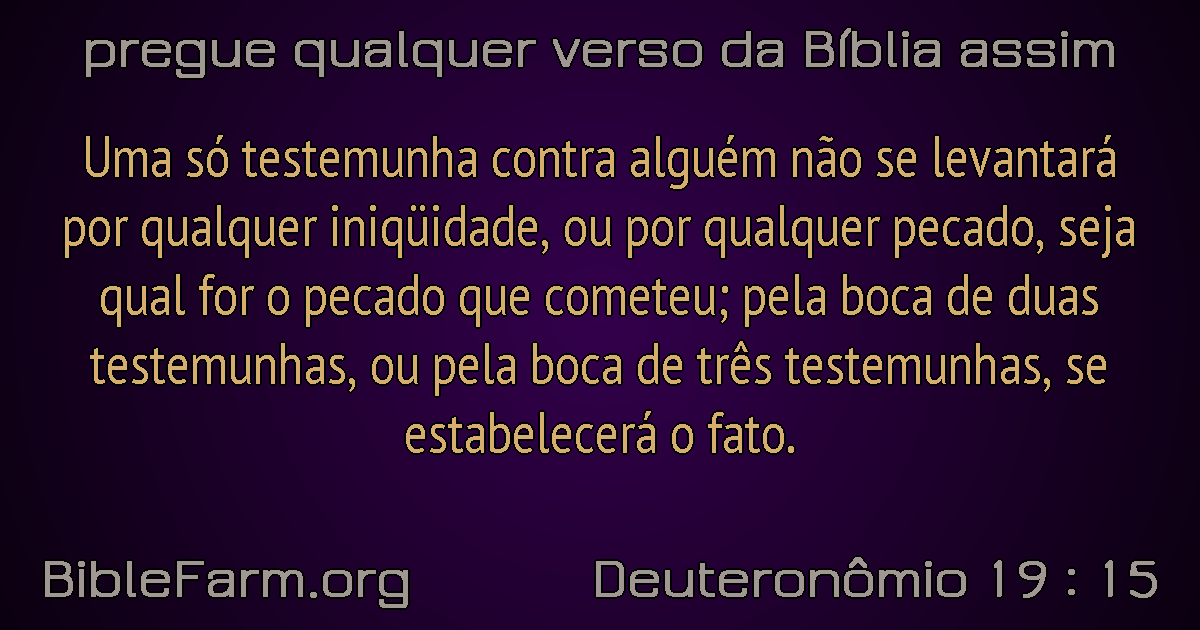 pregue qualquer verso da Bíblia assim
Uma só testemunha contra alguém não se levantará
por qualquer iniqüidade, ou por qualquer pecado, seja
qual for o pecado que cometeu; pela boca de duas
testemunhas, ou pela boca de três testemunhas, se
estabelecerá o fato.
BibleFarm.org Deuteronômio 19 : 15